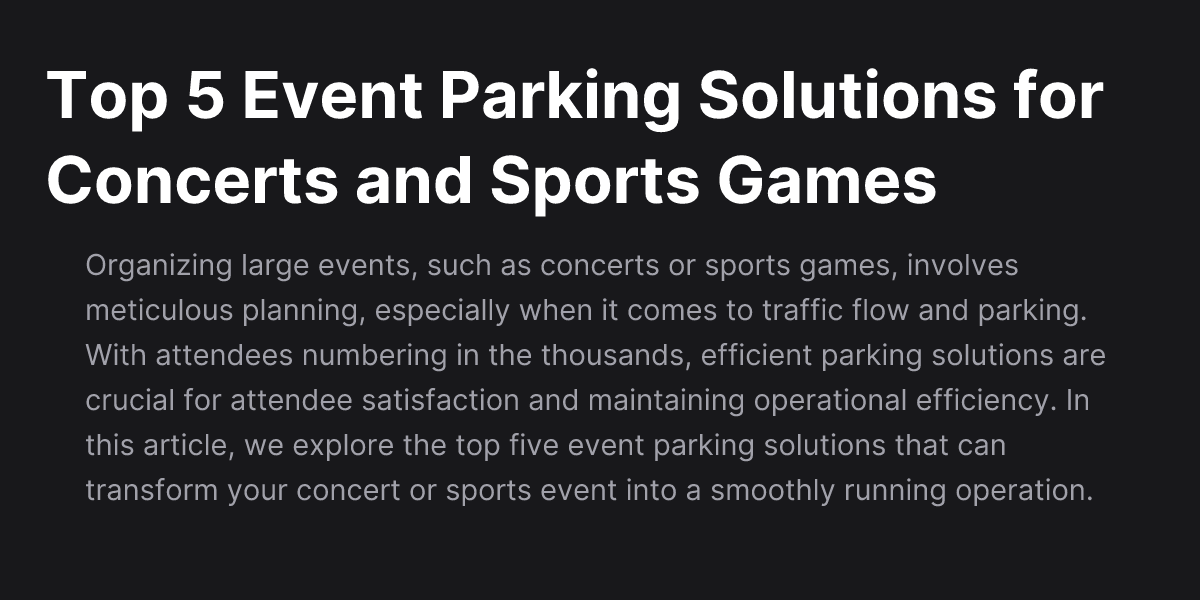 Top 5 Event Parking Solutions for
Concerts and Sports Games
Organizing large events, such as concerts or sports games, involves
meticulous planning, especially when it comes to traffic flow and parking.
With attendees numbering in the thousands, efficient parking solutions are
crucial for attendee satisfaction and maintaining operational efficiency. In
this article, we explore the top five event parking solutions that can
transform your concert or sports event into a smoothly running operation.